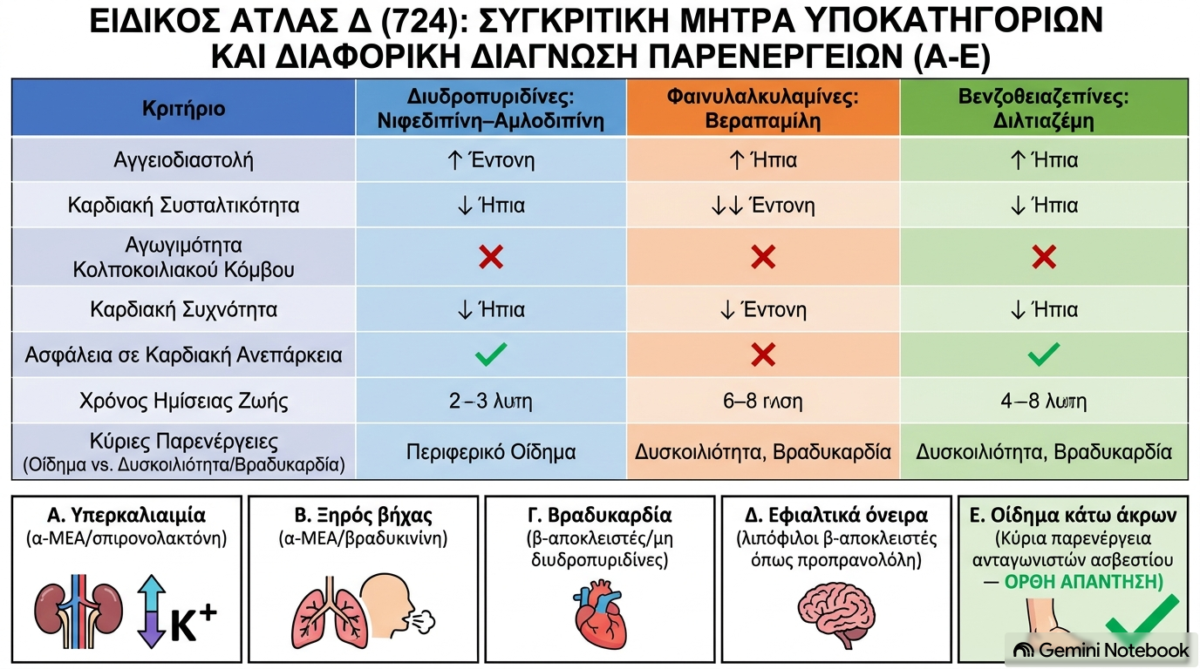 ΕΙΔΙΚΟΣ ΑΤΛΑΣ Δ (724): ΣΥΓΚΡΙΤΙΚΗ ΜΗΤΡΑ ΥΠΟΚΑΤΗΓΟΡΙΩΝ
ΚΑΙ ΔΙΑΦΟΡΙΚΗ ΔΙΑΓΝΩΣΗ ΠΑΡΕΝΕΡΓΕΙΩΝ (Α-Ε)
Κριτήριο
Διυδροπυριδίνες:
Νιφεδιπίνη–Αμλοδιπίνη
Φαινυλαλκυλαμίνες:
Βεραπαμίλη
Βενζοθειαζεπίνες:
Διλτιαζέμη
Αγγειοδιαστολή
↑ Έντονη
↑ Ήπια
↑ Ήπια
Καρδιακή Συσταλτικότητα
↓ Ήπια
↓↓ Έντονη
↓ Ήπια
Αγωγιμότητα
Κολποκοιλιακού Κόμβου
Καρδιακή Συχνότητα
↓ Ήπια
↓ Έντονη
↓ Ήπια
Ασφάλεια σε Καρδιακή Ανεπάρκεια
Χρόνος Ημίσειας Ζωής
2–3
6–8
4–8
Κύριες Παρενέργειες
(Οίδημα vs. Δυσκοιλιότητα/Βραδυκαρδία)
Περιφερικό Οίδημα
Δυσκοιλιότητα, Βραδυκαρδία
Δυσκοιλιότητα, Βραδυκαρδία
Α. Υπερκαλιαιμία
(α-ΜΕΑ/σπιρονολακτόνη)
K+
Β. Ξηρός βήχας
(α-ΜΕΑ/βραδυκινίνη)
Γ. Βραδυκαρδία
(β-αποκλειστές/μη
διυδροπυριδίνες)
Δ. Εφιαλτικά όνειρα
(λιπόφιλοι β-αποκλειστές
όπως προπρανολόλη)
Ε. Οίδημα κάτω άκρων
(Κύρια παρενέργεια
ανταγωνιστών ασβεστίου
— ΟΡΘΗ ΑΠΑΝΤΗΣΗ)
Gemini Notebook